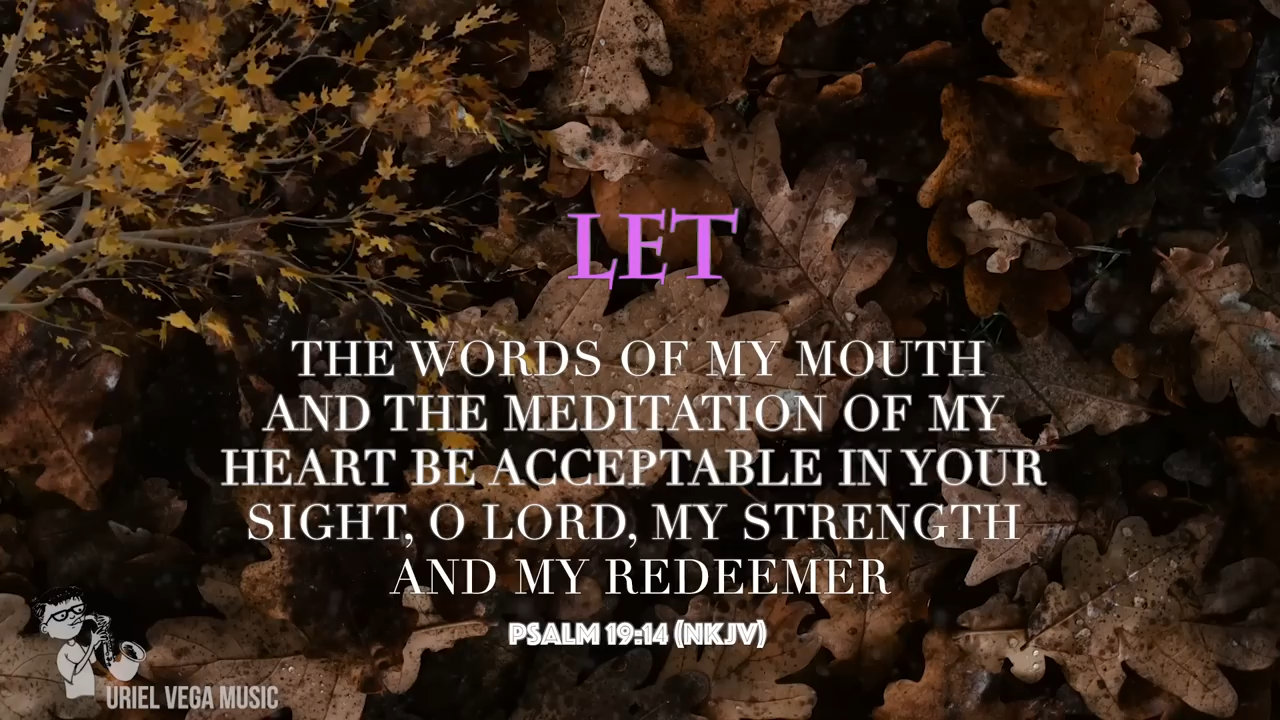 LET
THE WORDS OF MY MOUTH
AND THE MEDITATION OF MY
HEART BE ACCEPTABLE IN YOUR
SIGHT, O LORD, MY STRENGTH
AND MY REDEEMER
PSALM 19:14 (NKJV)
URIEL VEGA MUSIC